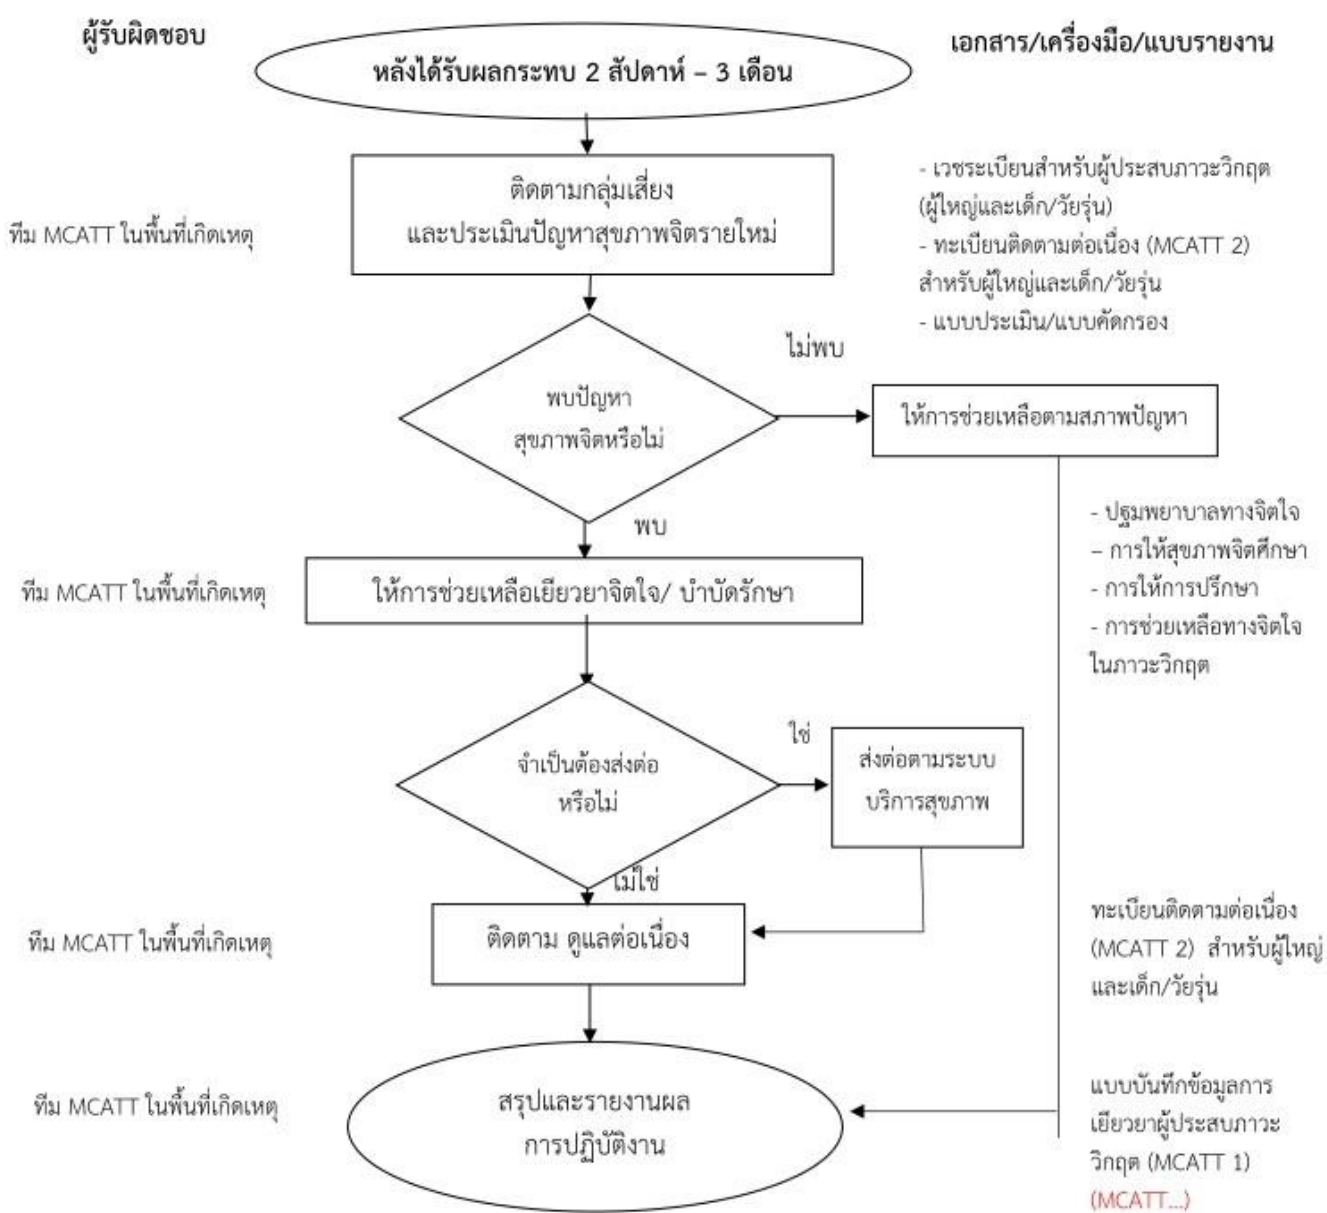 ผู้รับผิดชอบ
เอกสาร/เครื่องมือ/แบบรายงาน
หลังได้รับผลกระทบ 2 สัปดาห์ – 3 เดือน
ทีม MCATT ในพื้นที่เกิดเหตุ
ติดตามกลุ่มเสี่ยง
และประเมินปัญหาสุขภาพจิตรายใหม่
- เวชระเบียนสำหรับผู้ประสบภาวะวิกฤต
(ผู้ใหญ่และเด็ก/วัยรุ่น)
- ทะเบียนติดตามต่อเนื่อง (MCATT 2)
สำหรับผู้ใหญ่และเด็ก/วัยรุ่น
- แบบประเมิน/แบบคัดกรอง
พบปัญหา
สุขภาพจิตหรือไม่
ไม่พบ
ให้การช่วยเหลือตามสภาพปัญหา
พบ
- ปฐมพยาบาลทางจิตใจ
– การให้สุขภาพจิตศึกษา
- การให้การปรึกษา
- การช่วยเหลือทางจิตใจ
ในภาวะวิกฤต
ทีม MCATT ในพื้นที่เกิดเหตุ
ให้การช่วยเหลือเยียวยาจิตใจ/ บำบัดรักษา
จำเป็นต้องส่งต่อ
หรือไม่
ใช่
ส่งต่อตามระบบ
บริการสุขภาพ
ไม่ใช่
ทีม MCATT ในพื้นที่เกิดเหตุ
ติดตาม ดูแลต่อเนื่อง
ทะเบียนติดตามต่อเนื่อง
(MCATT 2) สำหรับผู้ใหญ่
และเด็ก/วัยรุ่น
ทีม MCATT ในพื้นที่เกิดเหตุ
สรุปและรายงานผล
การปฏิบัติงาน
แบบบันทึกข้อมูลการ
เยียวยาผู้ประสบภาวะ
วิกฤต (MCATT 1)
(MCATT...)